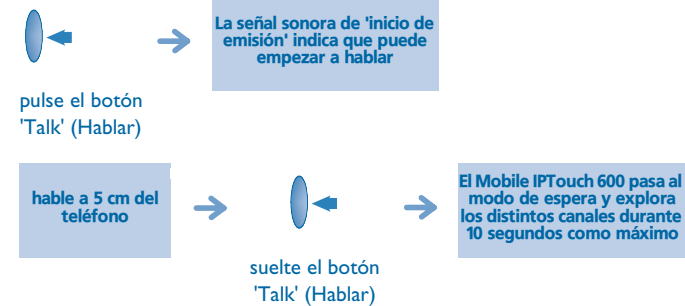 La señal sonora de 'inicio de
emisión' indica que puede
empezar a hablar
pulse el botón
'Talk' (Hablar)
hable a 5 cm del
teléfono
suelte el botón
'Talk' (Hablar)
El Mobile IPTouch 600 pasa al
modo de espera y explora
los distintos canales durante
10 segundos como máximo